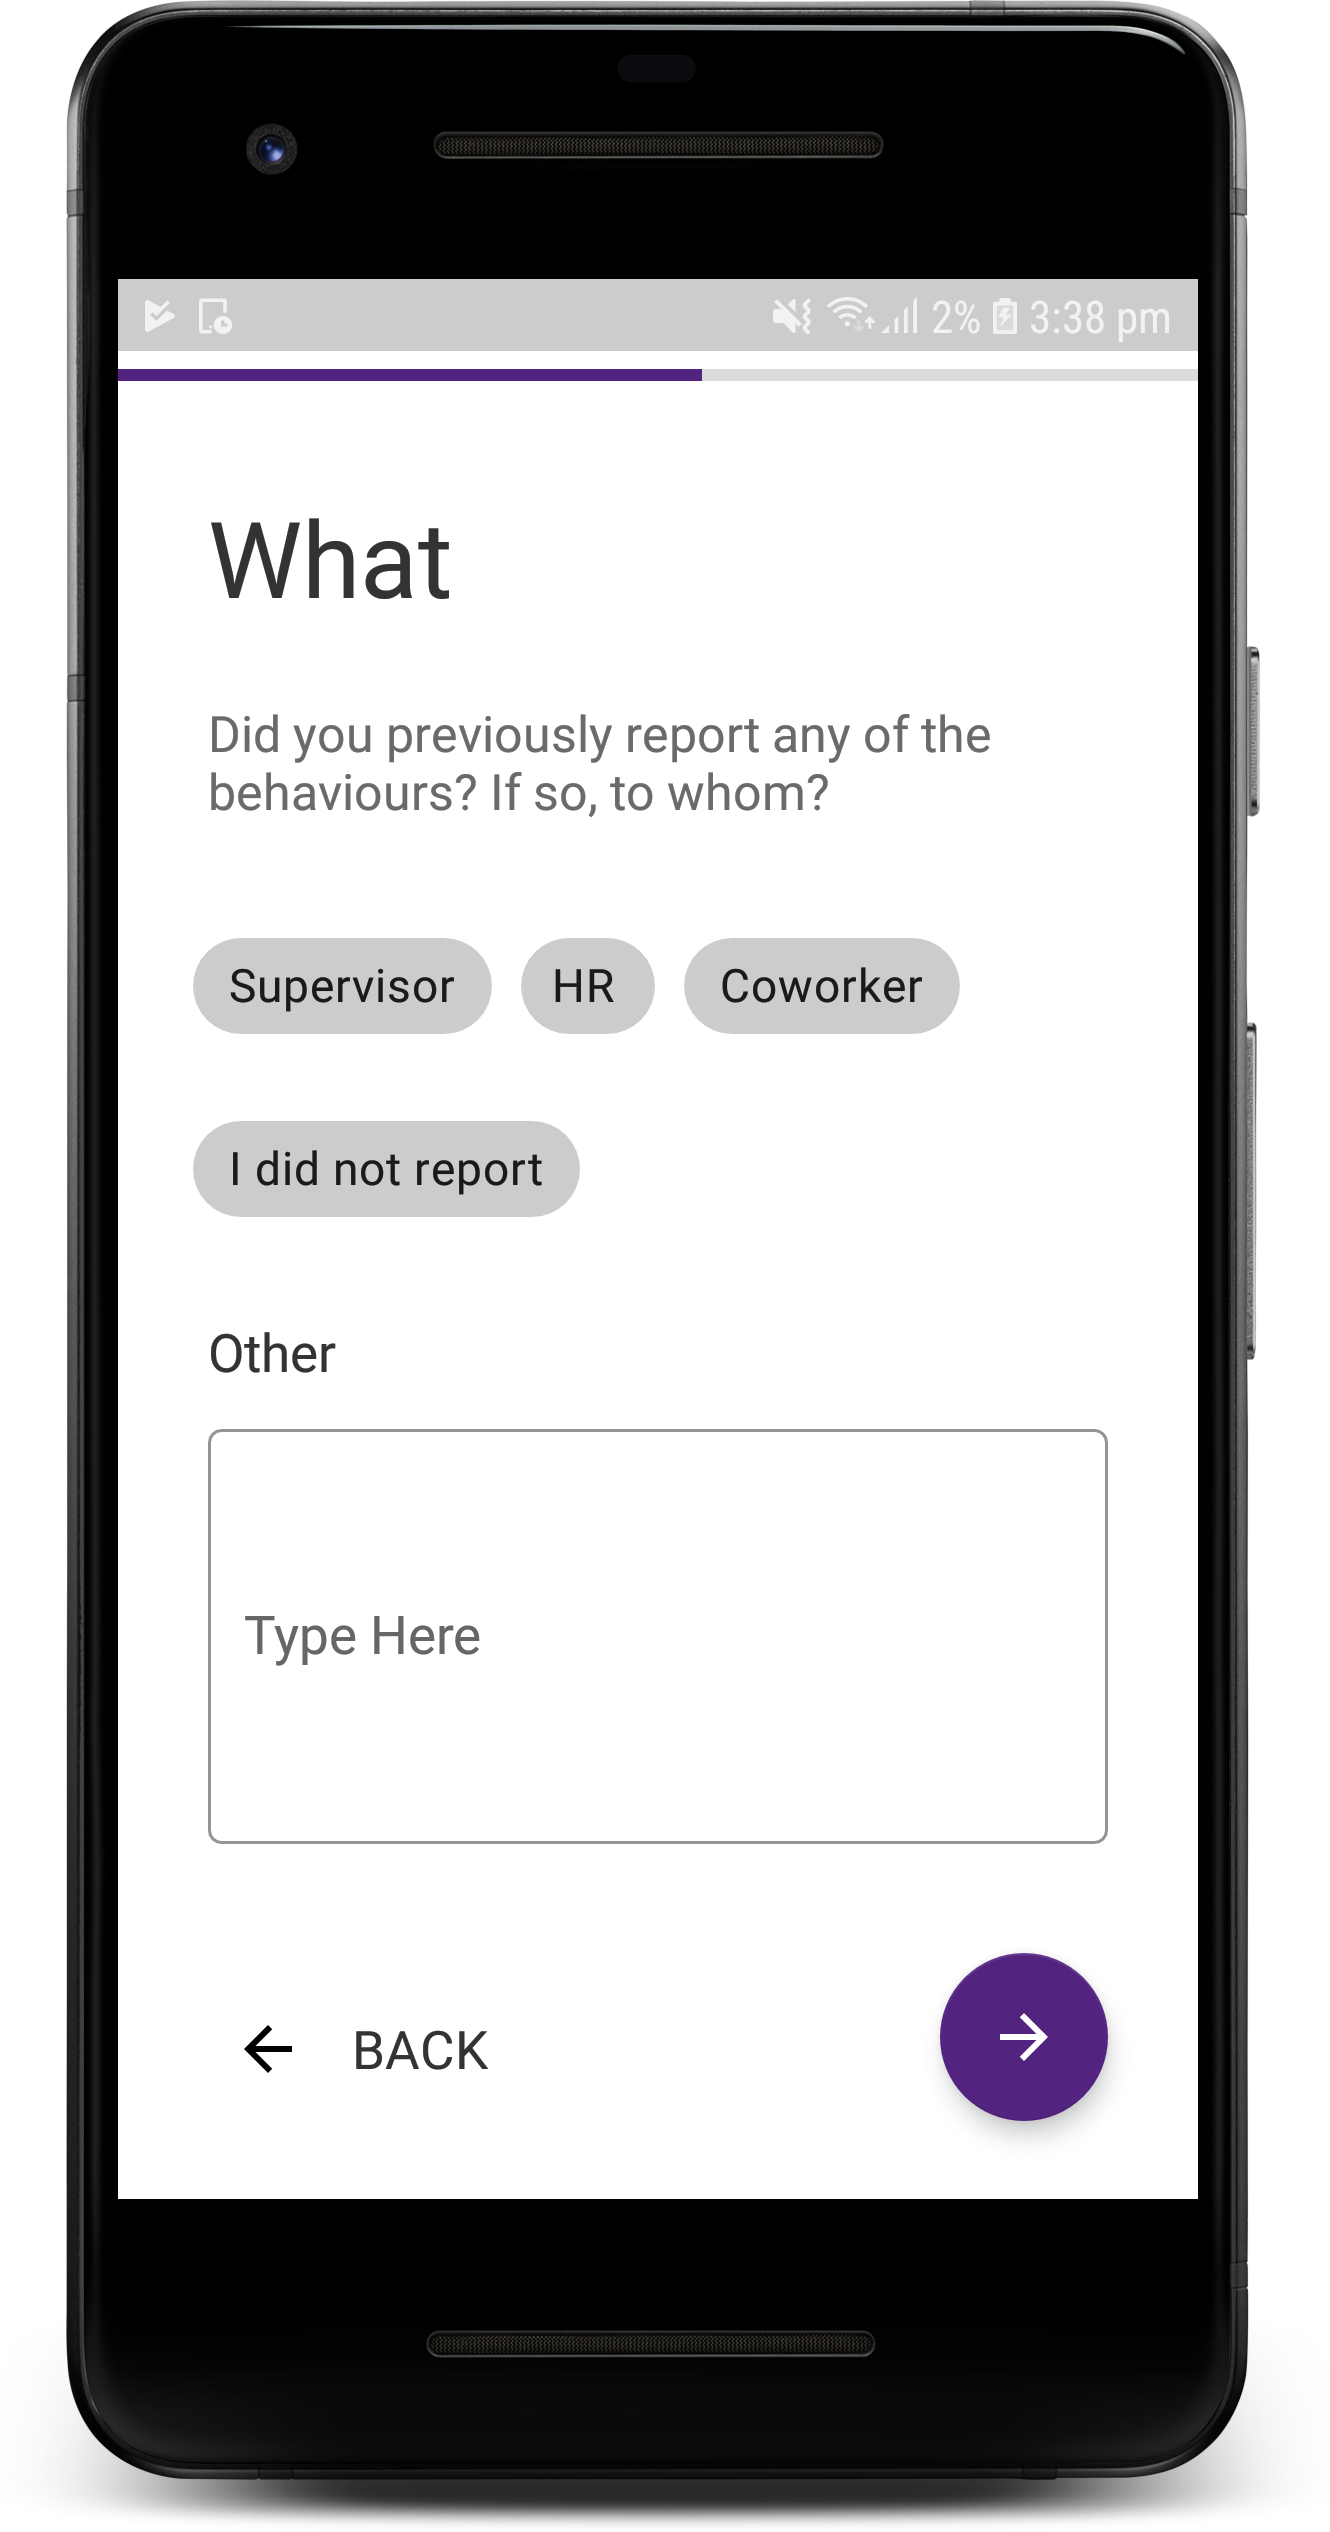 2% 3:38 pm
What
Did you previously report any of the
behaviours? If so, to whom?
Supervisor HR Coworker
I did not report
Other
Type Here
BACK